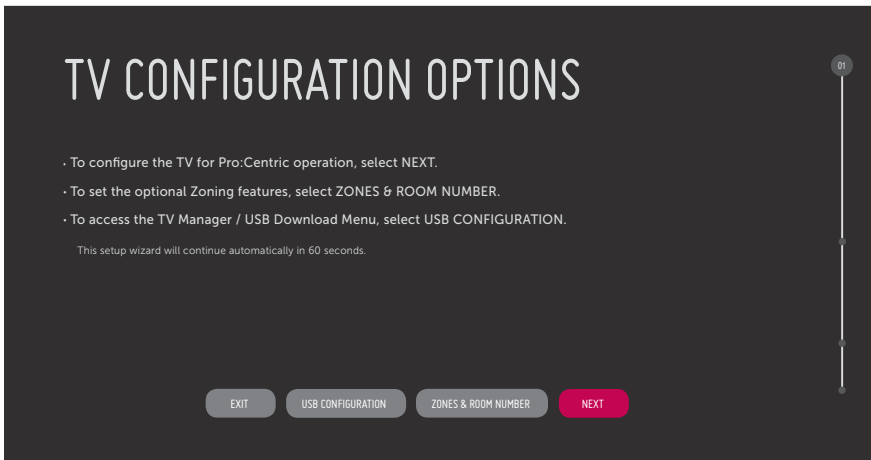 TV CONFIGURATION OPTIONS
01
· To configure the TV for Pro:Centric operation, select NEXT.
· To set the optional Zoning features, select ZONES & ROOM NUMBER.
· To access the TV Manager / USB Download Menu, select USB CONFIGURATION.
This setup wizard will continue automatically in 60 seconds.
EXIT USB CONFIGURATION ZONES & ROOM NUMBER NEXT